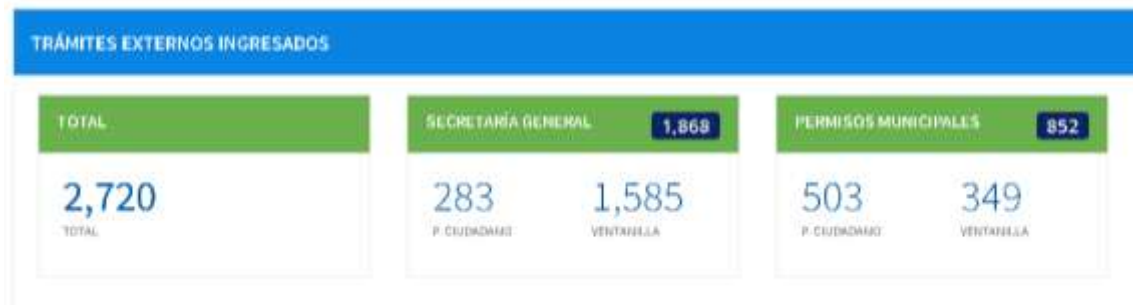 TRÁMITES EXTERNOS INGRESADOS
TOTAL
2,720
TOTAL
SECRETARÍA GENERAL 1,868
283 1,585
P. CIUDADANO VENTANILLA
PERMISOS MUNICIPALES 852
503 349
P. CIUDADANO VENTANILLA